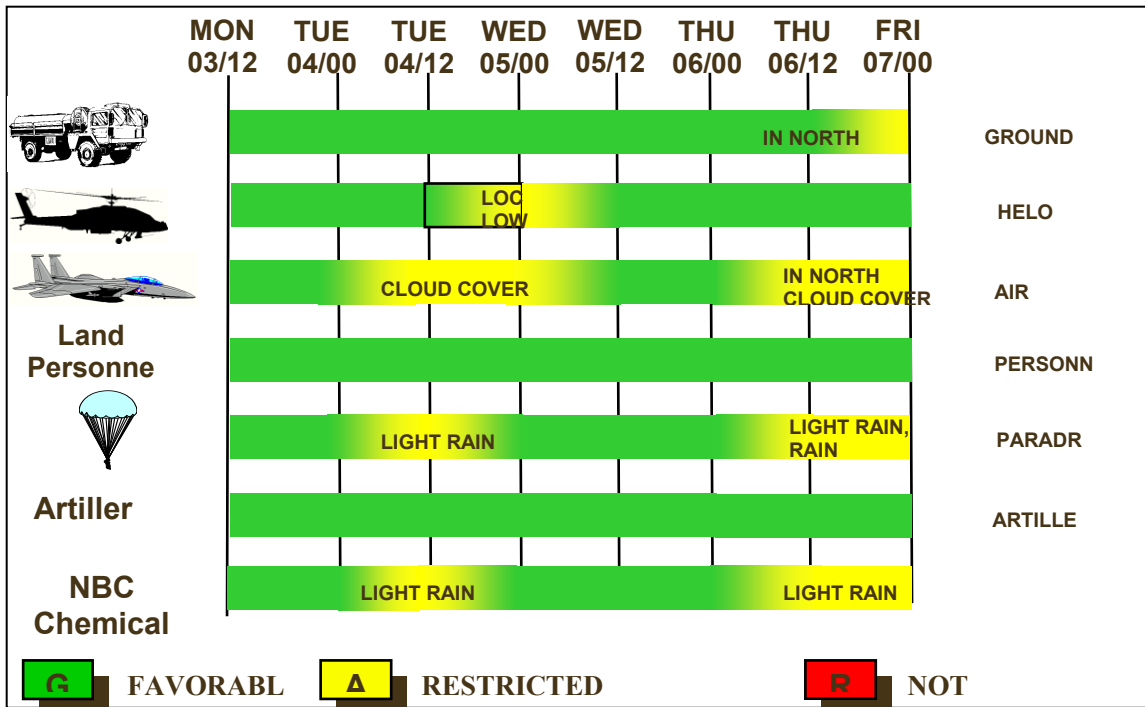 MON TUE TUE WED WED THU THU FRI
03/12 04/00 04/12 05/00 05/12 06/00 06/12 07/00
IN NORTH
GROUND
LOC
LOW
HELO
CLOUD COVER
IN NORTH
CLOUD COVER
AIR
Land
Personne
PERSONN
LIGHT RAIN
LIGHT RAIN,
RAIN
PARADR
Artiller
ARTILLE
NBC
Chemical
LIGHT RAIN
LIGHT RAIN
G FAVORABL A RESTRICTED R NOT